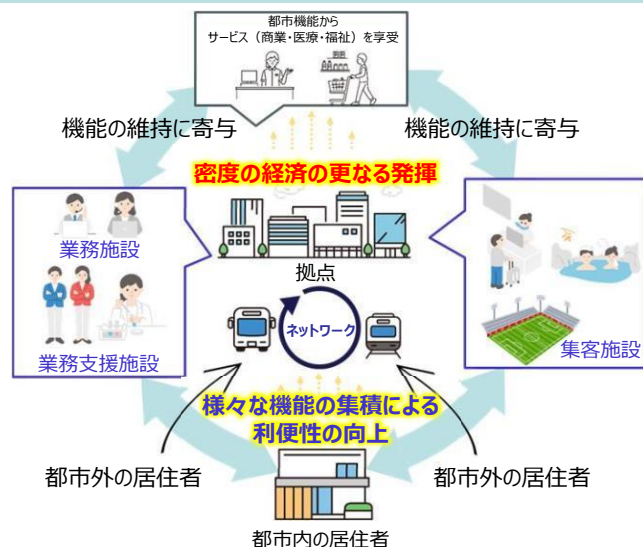 都市機能から
サービス（商業・医療・福祉）を享受
機能の維持に寄与
機能の維持に寄与
密度の経済の更なる発揮
業務施設
業務支援施設
拠点
ネットワーク
集客施設
様々な機能の集積による
利便性の向上
都市外の居住者
都市外の居住者
都市内の居住者